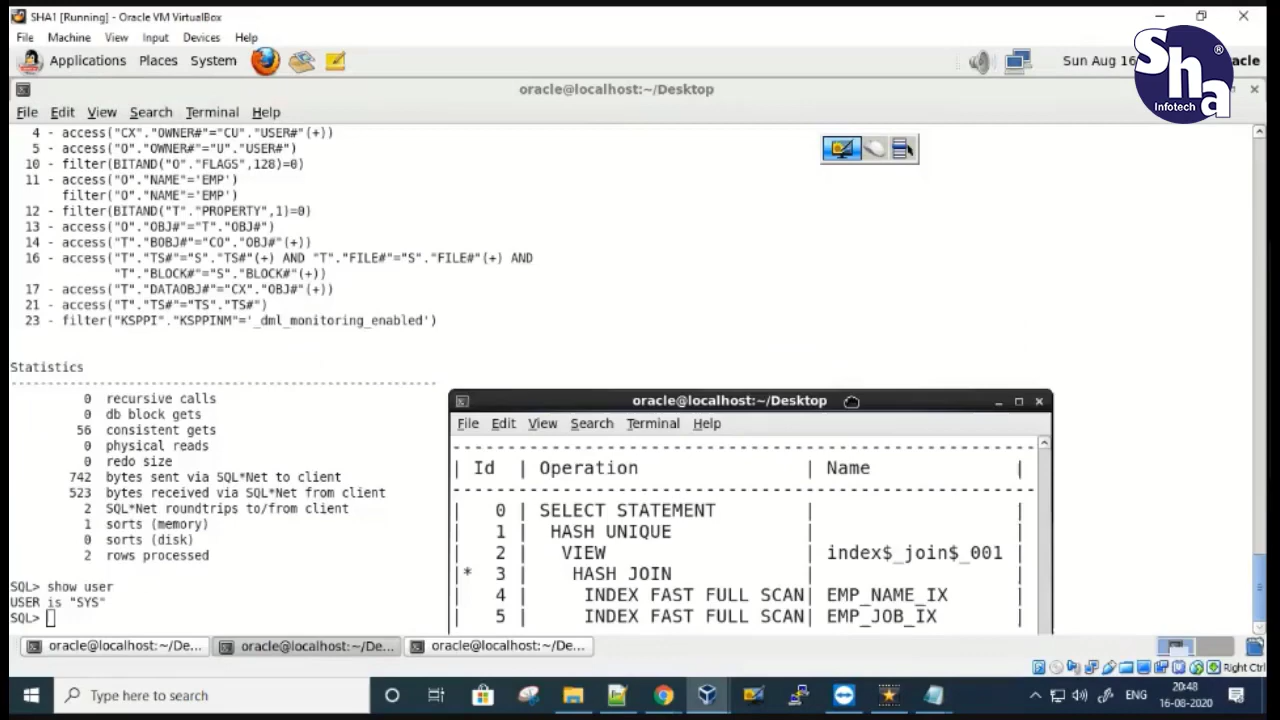 SHA1 [Running] - Oracle VM VirtualBox
File Machine View Input Devices Help
Applications Places System
Sun Aug 16
acle
Sha
®
Infotech
oracle@localhost:~/Desktop
File Edit View Search Terminal Help
4 - access("CX"."OWNER#"="CU"."USER#"(+))
5 - access("O"."OWNER#"="U"."USER#")
10 - filter(BITAND("O"."FLAGS",128)=0)
11 - access("O"."NAME"='EMP')
filter("O"."NAME"='EMP')
12 - filter(BITAND("T"."PROPERTY",1)=0)
13 - access("O"."OBJ#"="T"."OBJ#")
14 - access("T"."BOBJ#"="CO"."OBJ#"(+))
16 - access("T"."TS#"="S"."TS#"(+) AND "T"."FILE#"="S"."FILE#"(+) AND
"T"."BLOCK#"="S"."BLOCK#"(+))
17 - access("T"."DATAOBJ#"="CX"."OBJ#"(+))
21 - access("T"."TS#"="TS"."TS#")
23 - filter("KSPPI"."KSPPINM"='_dml_monitoring_enabled')
Statistics
----------------------------------------------------------
0 recursive calls
0 db block gets
56 consistent gets
0 physical reads
0 redo size
742 bytes sent via SQL*Net to client
523 bytes received via SQL*Net from client
2 SQL*Net roundtrips to/from client
1 sorts (memory)
0 sorts (disk)
2 rows processed
SQL> show user
USER is "SYS"
SQL>
oracle@localhost:~/Desktop
File Edit View Search Terminal Help
-------------------------------------------------------
| Id | Operation | Name |
-------------------------------------------------------
| 0 | SELECT STATEMENT | |
| 1 | HASH UNIQUE | |
| 2 | VIEW | index$_join$_001 |
|* 3 | HASH JOIN | |
| 4 | INDEX FAST FULL SCAN| EMP_NAME_IX |
| 5 | INDEX FAST FULL SCAN| EMP_JOB_IX |
oracle@localhost:~/De... oracle@localhost:~/De... oracle@localhost:~/De...
Right Ctrl
Type here to search
ENG
20:48
16-08-2020